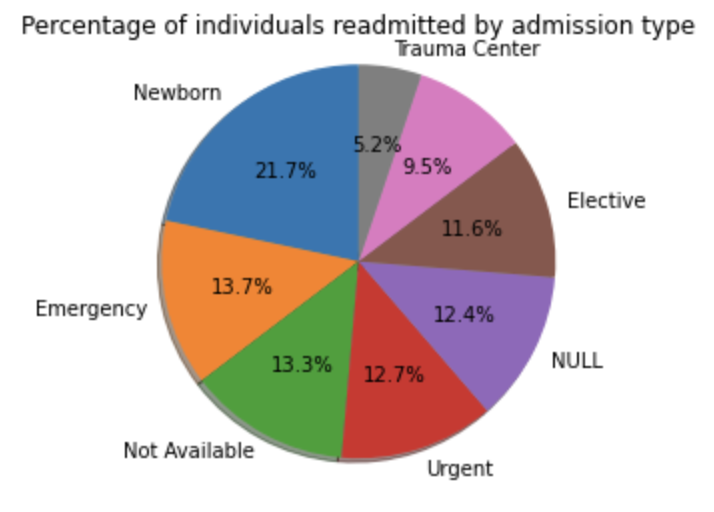 Percentage of individuals readmitted by admission type
Trauma Center
Newborn
5.2%
9.5%
21.7%
Elective
11.6%
13.7%
Emergency
12.4%
NULL
13.3%
12.7%
Not Available
Urgent